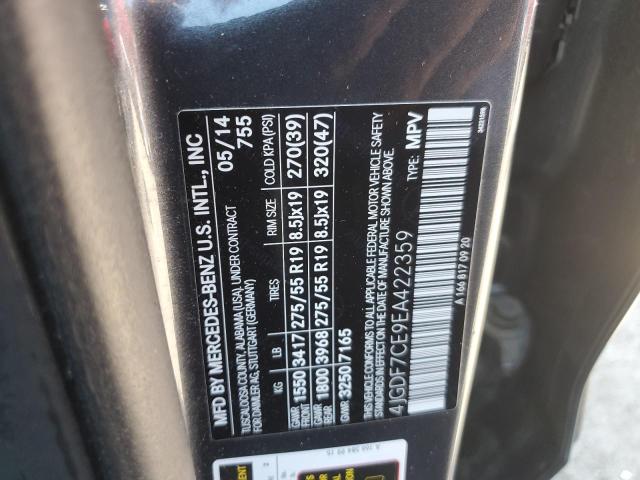 MFD BY MERCEDES-BENZ U.S. INTL., INC
TUSCALOOSA COUNTY, ALABAMA (USA), UNDER CONTRACT 05/14
FOR DAIMLER AG, STUTTGART (GERMANY) 755
KG LB TIRES RIM SIZE COLD KPA (PSI)
GAWR FRONT 1550 3417 275/55 R19 8.5Jx19 270(39)
GAWR REAR 1800 3968 275/55 R19 8.5Jx19 320(47)
GVWR 3250 7165
THIS VEHICLE CONFORMS TO ALL APPLICABLE FEDERAL MOTOR VEHICLE SAFETY
STANDARDS IN EFFECT ON THE DATE OF MANUFACTURE SHOWN ABOVE.
4JGDF7CE9EA422359 TYPE: MPV
A 166 817 09 20